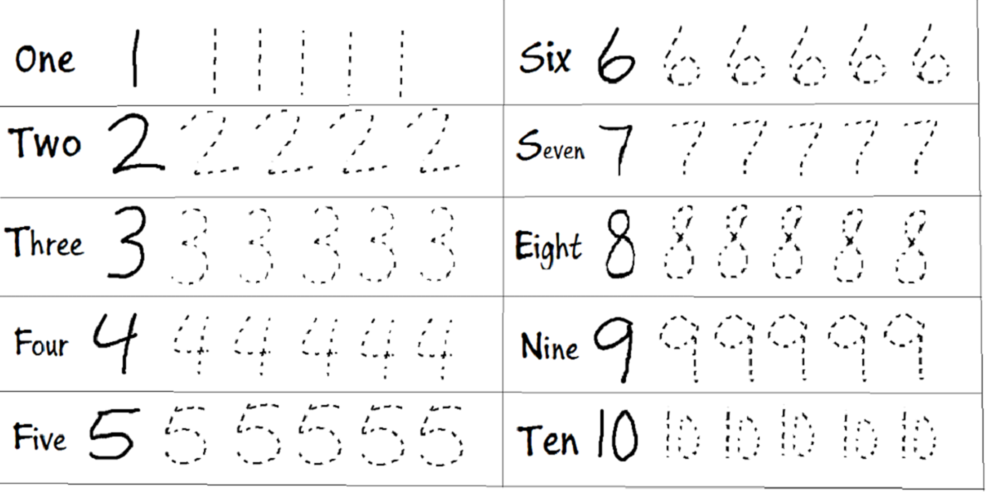 One 1 1 1 1 1 1
Two 2 2 2 2 2
Three 3 3 3 3 3 3
Four 4 4 4 4 4 4
Five 5 5 5 5 5 5
Six 6 6 6 6 6 6
Seven 7 7 7 7 7 7
Eight 8 8 8 8 8 8
Nine 9 9 9 9 9 9
Ten 10 10 10 10 10 10